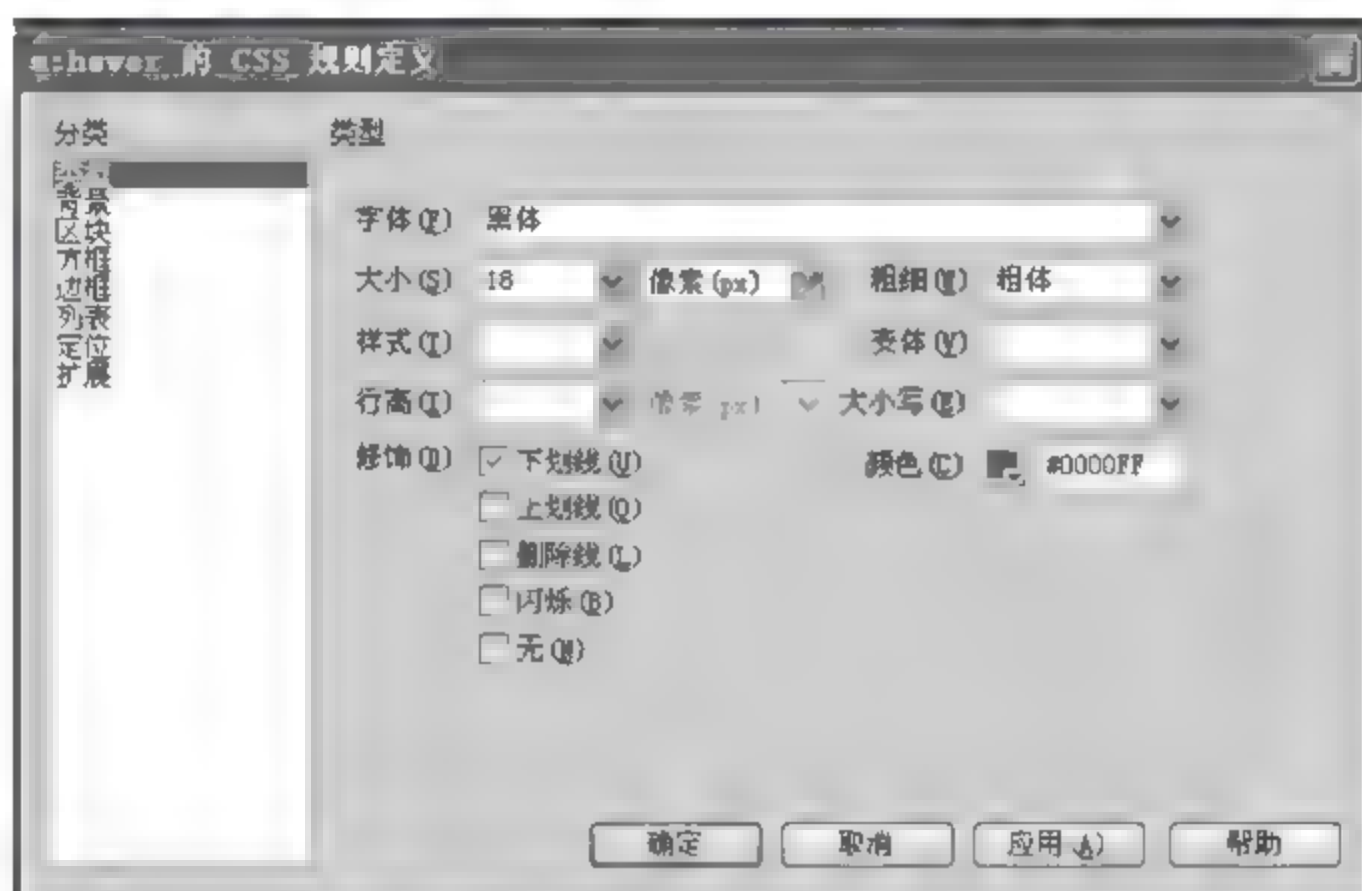 a:hover 的 CSS 规则定义
分类
类型
背景
区块
方框
边框
列表
定位
扩展
字体(F) 黑体
大小(S) 18 像素(px) 粗细(W) 粗体
样式(T) 变体(V)
行高(I) 像素(px) 大小写(R)
修饰(D) 下划线(U) 颜色(C) #0000FF
上划线(O)
删除线(L)
闪烁(B)
无(N)
确定 取消 应用(A) 帮助